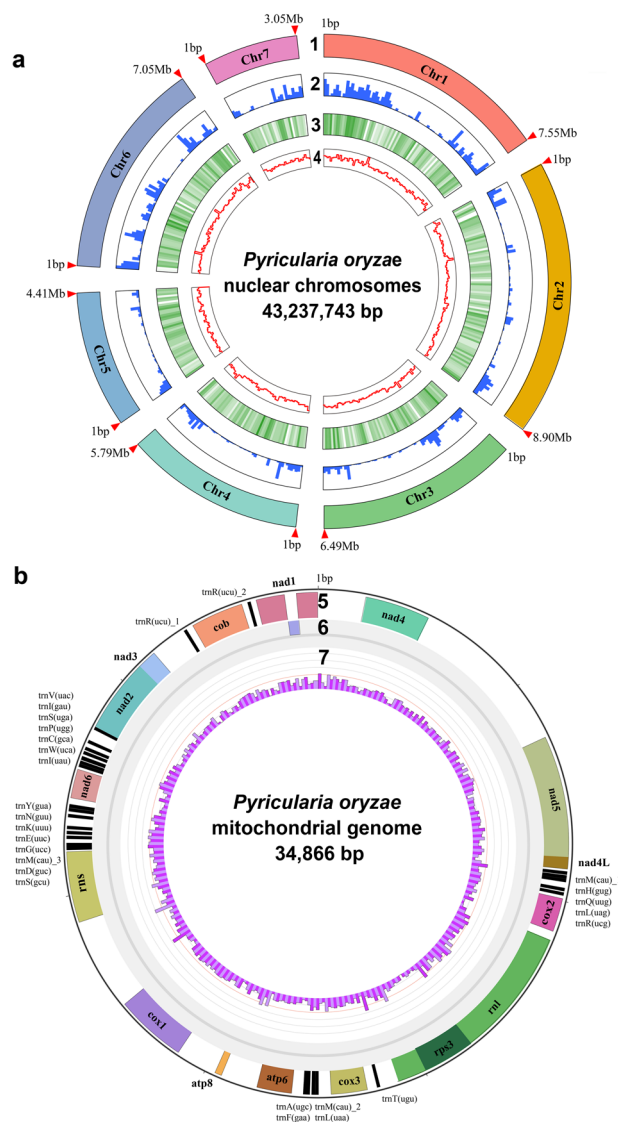 a
1bp
3.05Mb
1bp
7.05Mb
Chr7
1
Chr1
2
7.55Mb
3
1bp
4
Chr6
Pyricularia oryzae
nuclear chromosomes
43,237,743 bp
1bp
4.41Mb
Chr2
Chr5
1bp
5.79Mb
8.90Mb
1bp
Chr4
Chr3
1bp
6.49Mb
b
1bp
nad1
trnR(ucu)_2
trnR(ucu)_1
cob
5
nad4
6
nad3
7
nad2
trnV(uac)
trnI(gau)
trnS(uga)
trnP(ugg)
trnC(gca)
trnW(uca)
trnI(uau)
nad6
nad5
Pyricularia oryzae
mitochondrial genome
34,866 bp
trnY(gua)
trnN(guu)
trnK(uuu)
trnE(uuc)
trnG(ucc)
trnM(cau)_3
trnD(guc)
trnS(gcu)
rns
nad4L
trnM(cau)_
trnH(gug)
trnQ(uug)
trnL(uag)
trnR(ucg)
cox2
rnl
rps3
cox1
atp8
atp6
cox3
trnT(ugu)
trnA(ugc)
trnM(cau)_2
trnF(gaa)
trnL(uaa)